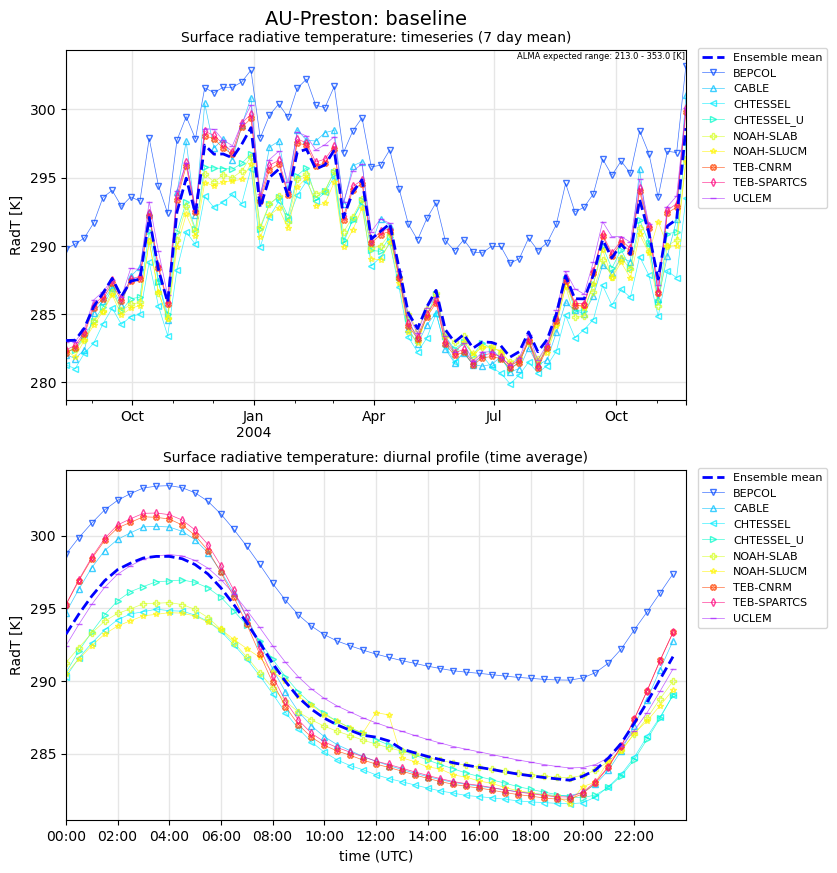 AU-Preston: baseline
Surface radiative temperature: timeseries (7 day mean)
ALMA expected range: 213.0 - 353.0 [K]
RadT [K]
300
295
290
285
280
Oct
Jan
2004
Apr
Jul
Oct
Ensemble mean
BEPCOL
CABLE
CHTESSEL
CHTESSEL_U
NOAH-SLAB
NOAH-SLUCM
TEB-CNRM
TEB-SPARTCS
UCLEM
Surface radiative temperature: diurnal profile (time average)
RadT [K]
300
295
290
285
00:00
02:00
04:00
06:00
08:00
10:00
12:00
14:00
16:00
18:00
20:00
22:00
time (UTC)
Ensemble mean
BEPCOL
CABLE
CHTESSEL
CHTESSEL_U
NOAH-SLAB
NOAH-SLUCM
TEB-CNRM
TEB-SPARTCS
UCLEM